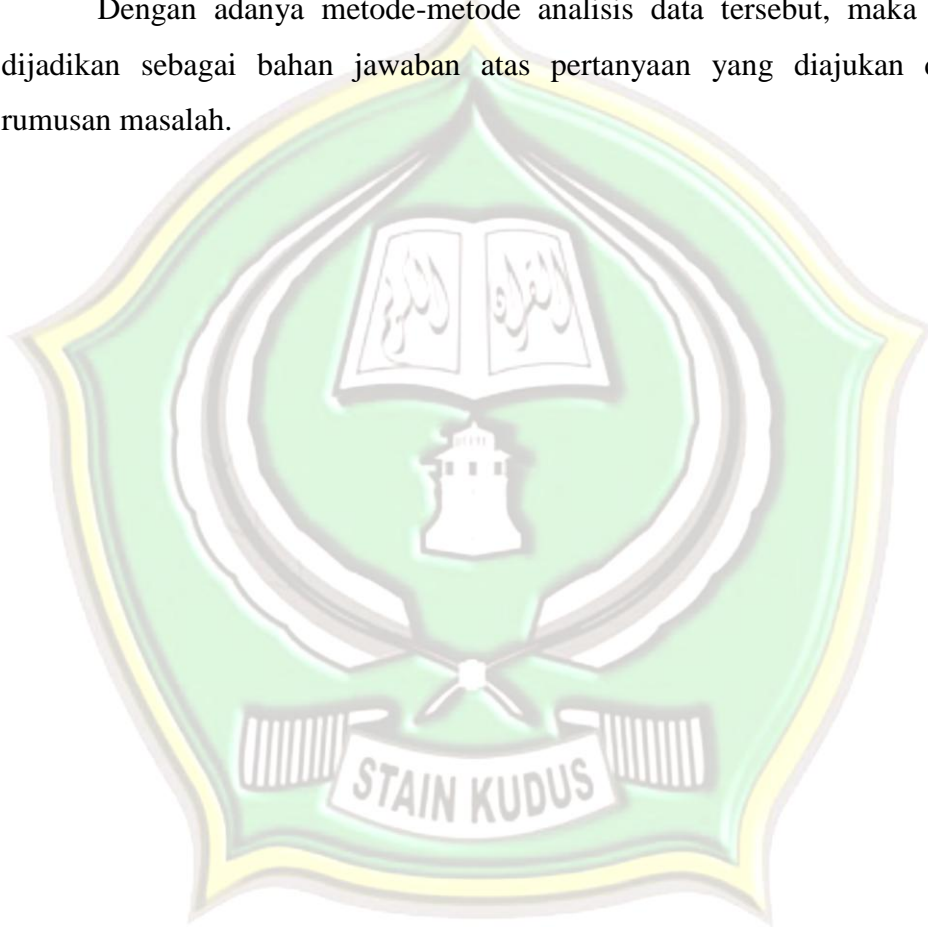 Dengan adanya metode-metode analisis data tersebut, maka
dijadikan sebagai bahan jawaban atas pertanyaan yang diajukan
rumusan masalah.
STAIN KUDUS